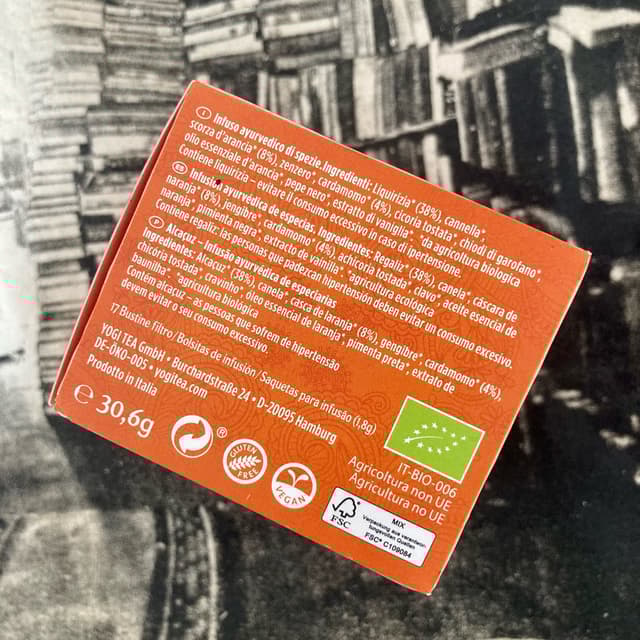 I Infuso ayurvedico di spezie. Ingredienti: Liquirizia* (38%), cannella*,
scorza d'arancia* (8%), zenzero*, cardamomo* (4%), cicoria tostata*, chiodi di garofano*,
olio essenziale d'arancia*, pepe nero*, estratto di vaniglia*. *da agricoltura biologica
Contiene liquirizia – evitare il consumo eccessivo in caso di ipertensione.
ES Infusión ayurvédica de especias. Ingredientes: Regaliz* (38%), canela*, cáscara de
naranja* (8%), jengibre*, cardamomo* (4%), achicoria tostada*, clavo*, aceite esencial de
naranja*, pimienta negra*, extracto de vainilla*. *agricultura ecológica
Contiene regaliz: las personas que padezcan hipertensión deben evitar un consumo excesivo.
P Alcaçuz – Infusão ayurvédica de especiarias
Ingredientes: Alcaçuz* (38%), canela*, casca de laranja* (8%), gengibre*, cardamomo* (4%),
chicória tostada*, cravinho*, óleo essencial de laranja*, pimenta preta*, extrato de
baunilha*. *agricultura biológica
Contém alcaçuz – as pessoas que sofrem de hipertensão
devem evitar o seu consumo excessivo.
17 Bustine filtro / Bolsitas de infusión / Saquetas para infusão (1,8g)
YOGI TEA GmbH • Burchardstraße 24 • D-20095 Hamburg
DE-ÖKO-005 • yogitea.com
Prodotto in Italia
e 30,6g
®
GLUTEN
FREE
VEGAN
IT-BIO-006
Agricoltura non UE
Agricultura no UE
FSC
MIX
Verpackung aus verantwor-
tungsvollen Quellen
FSC® C109084